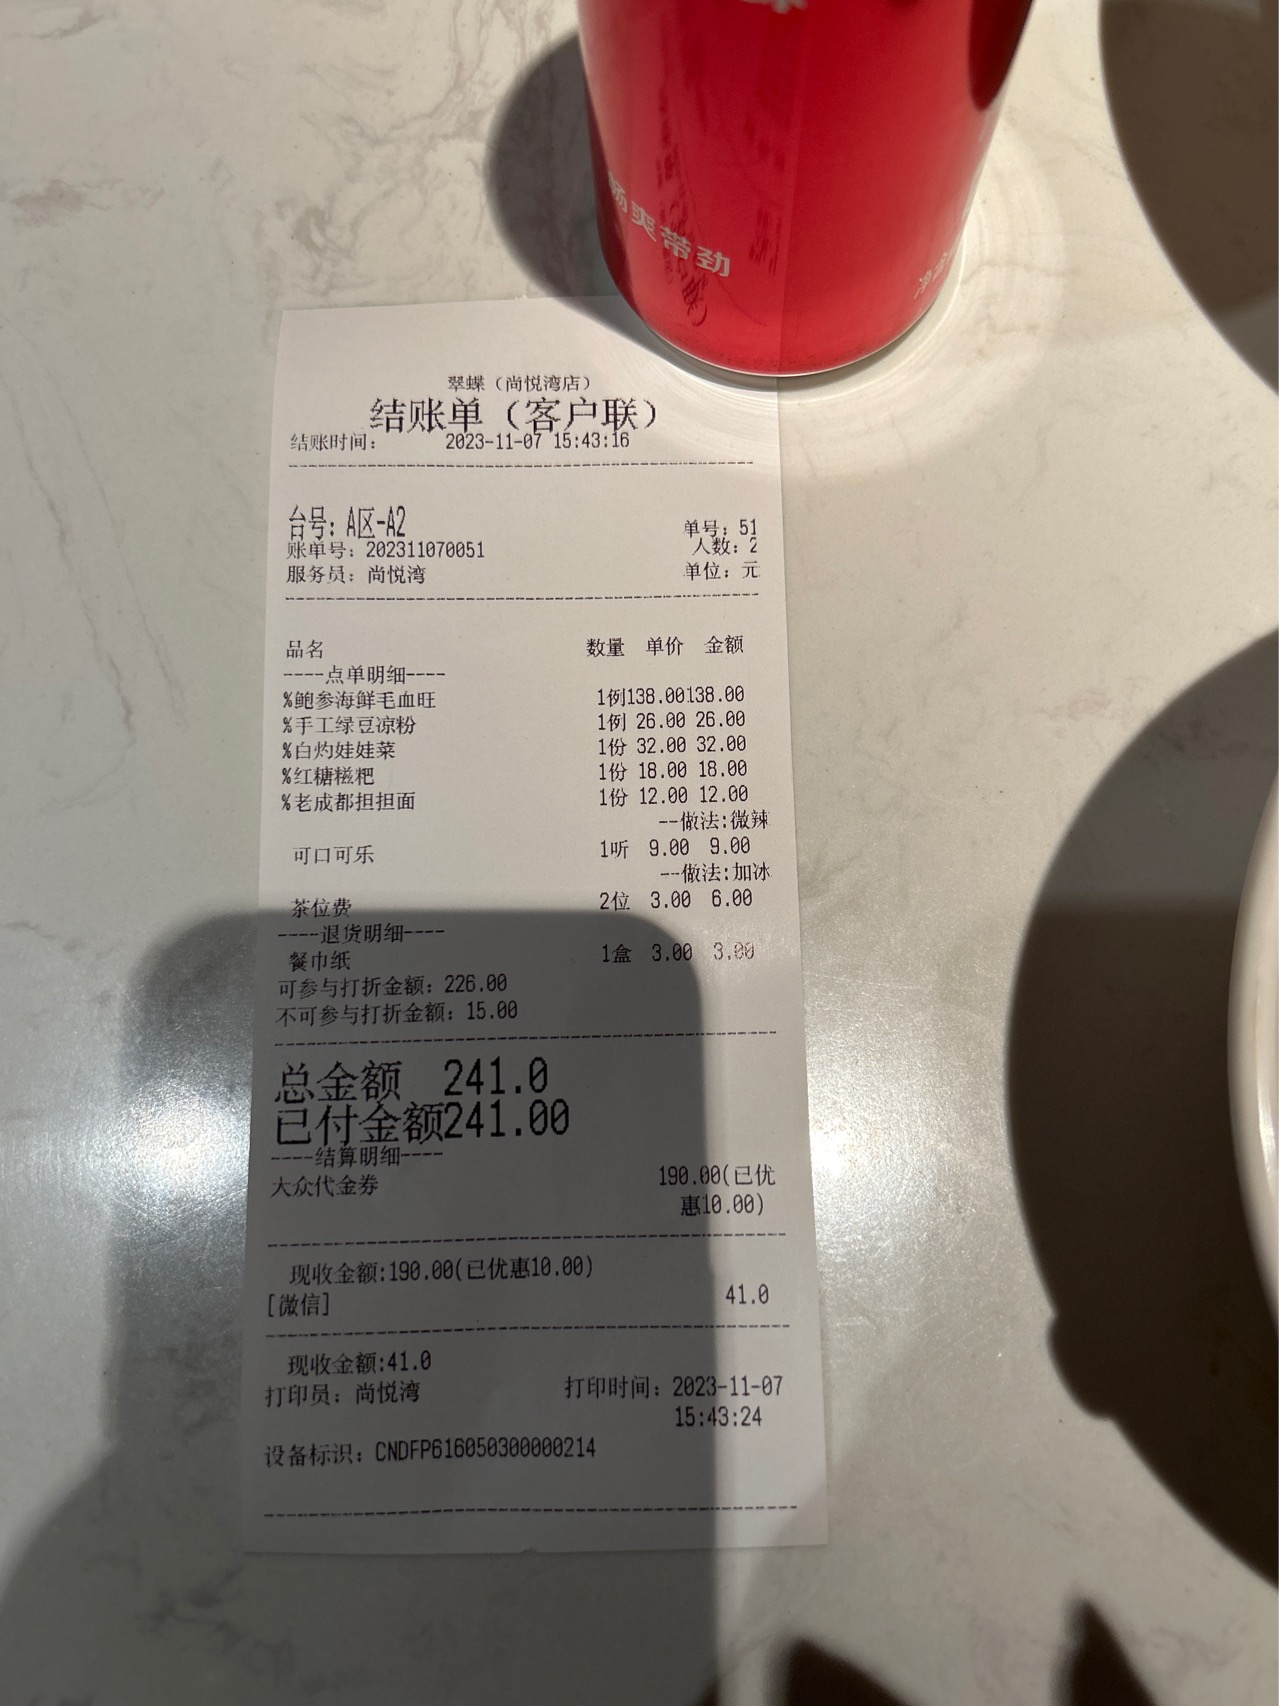 畅爽带劲
翠蝶（尚悦湾店）
结账单（客户联）
结账时间： 2023-11-07 15:43:16
台号：A区-A2
单号：51
账单号：202311070051
人数：2
服务员：尚悦湾
单位：元
品名 数量 单价 金额
----点单明细----
%鲍参海鲜毛血旺 1例138.00138.00
%手工绿豆凉粉 1例 26.00 26.00
%白灼娃娃菜 1份 32.00 32.00
%红糖糍粑 1份 18.00 18.00
%老成都担担面 1份 12.00 12.00
--做法:微辣
可口可乐 1听 9.00 9.00
--做法:加冰
茶位费 2位 3.00 6.00
----退货明细----
餐巾纸 1盒 3.00 3.00
可参与打折金额：226.00
不可参与打折金额：15.00
总金额 241.0
已付金额241.00
----结算明细----
大众代金券 190.00(已优
惠10.00)
现收金额:190.00(已优惠10.00)
[微信] 41.0
现收金额:41.0
打印员：尚悦湾 打印时间：2023-11-07
15:43:24
设备标识：CNDFP616050300000214